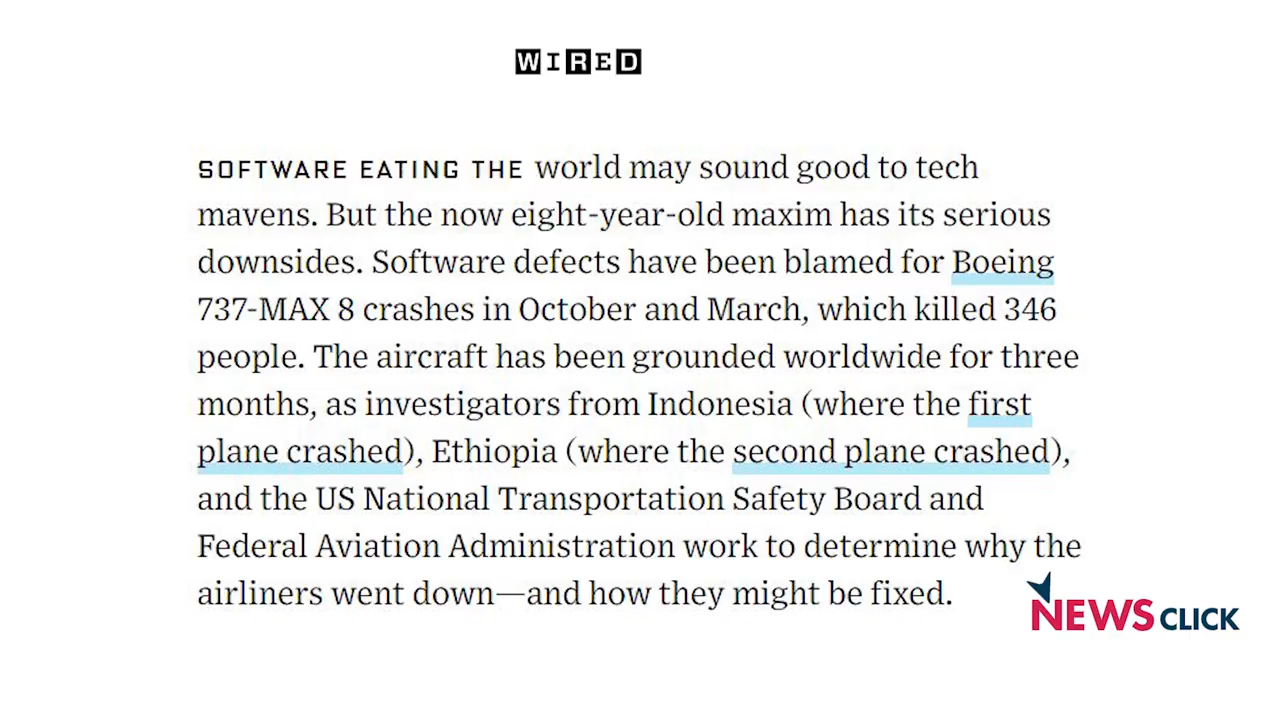 WIRED
SOFTWARE EATING THE world may sound good to tech
mavens. But the now eight-year-old maxim has its serious
downsides. Software defects have been blamed for Boeing
737-MAX 8 crashes in October and March, which killed 346
people. The aircraft has been grounded worldwide for three
months, as investigators from Indonesia (where the first
plane crashed), Ethiopia (where the second plane crashed),
and the US National Transportation Safety Board and
Federal Aviation Administration work to determine why the
airliners went down—and how they might be fixed.
NEWSCLICK